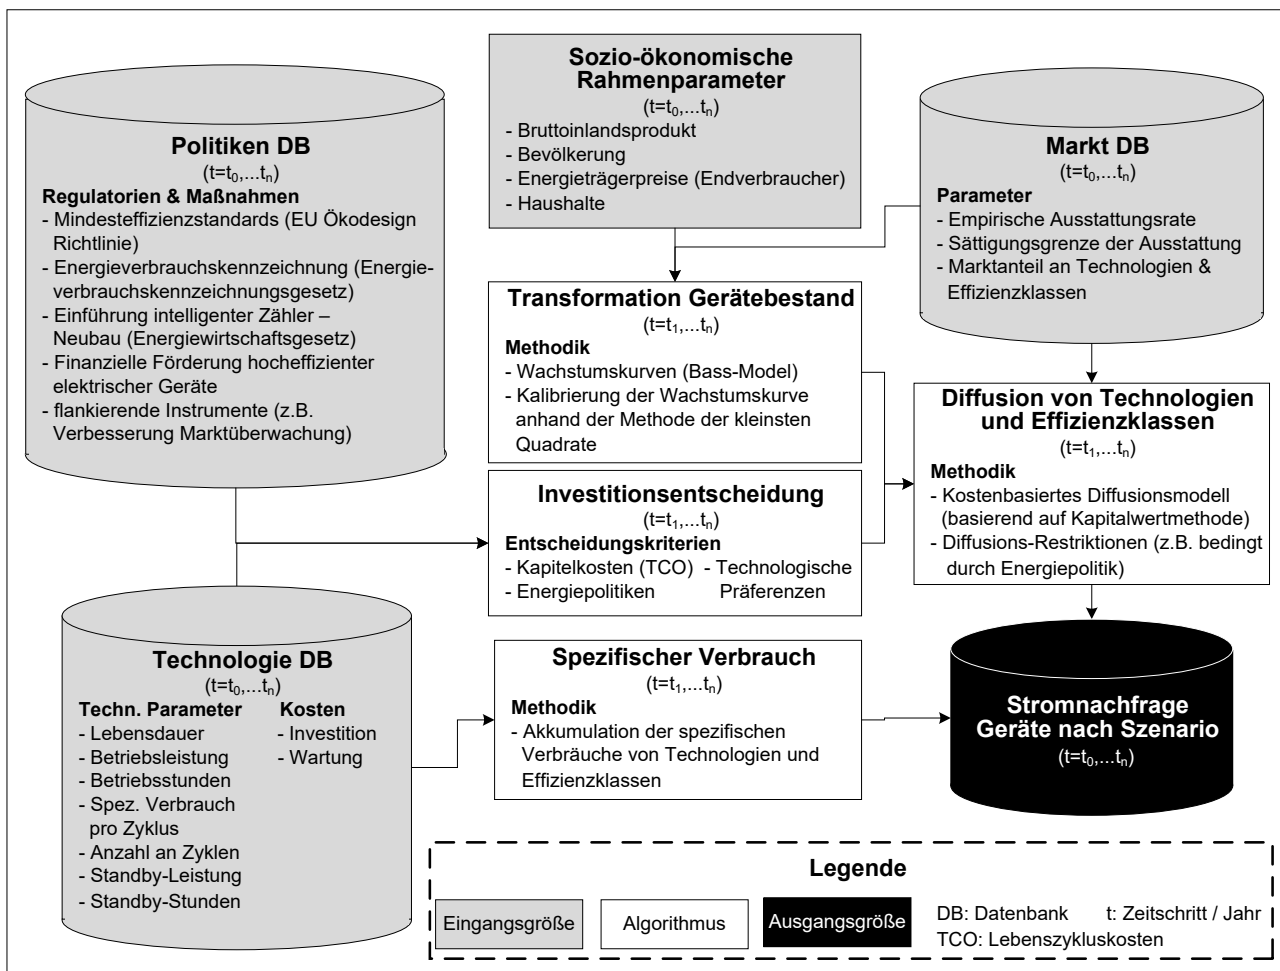 Politiken DB
(t=t0,...tn)
Regulatorien & Maßnahmen
- Mindesteffizienzstandards (EU Ökodesign
Richtlinie)
- Energieverbrauchskennzeichnung (Energie-
verbrauchskennzeichnungsgesetz)
- Einführung intelligenter Zähler –
Neubau (Energiewirtschaftsgesetz)
- Finanzielle Förderung hocheffizienter
elektrischer Geräte
- flankierende Instrumente (z.B.
Verbesserung Marktüberwachung)
Sozio-ökonomische
Rahmenparameter
(t=t0,...tn)
- Bruttoinlandsprodukt
- Bevölkerung
- Energieträgerpreise (Endverbraucher)
- Haushalte
Markt DB
(t=t0,...tn)
Parameter
- Empirische Ausstattungsrate
- Sättigungsgrenze der Ausstattung
- Marktanteil an Technologien &
Effizienzklassen
Transformation Gerätebestand
(t=t1,...tn)
Methodik
- Wachstumskurven (Bass-Model)
- Kalibrierung der Wachstumskurve
anhand der Methode der kleinsten
Quadrate
Diffusion von Technologien
und Effizienzklassen
(t=t1,...tn)
Methodik
- Kostenbasiertes Diffusionsmodell
(basierend auf Kapitalwertmethode)
- Diffusions-Restriktionen (z.B. bedingt
durch Energiepolitik)
Investitionsentscheidung
(t=t1,...tn)
Entscheidungskriterien
- Kapitelkosten (TCO)
- Energiepolitiken
- Technologische
Präferenzen
Technologie DB
(t=t0,...tn)
Techn. Parameter
- Lebensdauer
- Betriebsleistung
- Betriebsstunden
- Spez. Verbrauch
pro Zyklus
- Anzahl an Zyklen
- Standby-Leistung
- Standby-Stunden
Kosten
- Investition
- Wartung
Spezifischer Verbrauch
(t=t1,...tn)
Methodik
- Akkumulation der spezifischen
Verbräuche von Technologien und
Effizienzklassen
Stromnachfrage
Geräte nach Szenario
(t=t0,...tn)
Legende
Eingangsgröße
Algorithmus
Ausgangsgröße
DB: Datenbank t: Zeitschritt / Jahr
TCO: Lebenszykluskosten